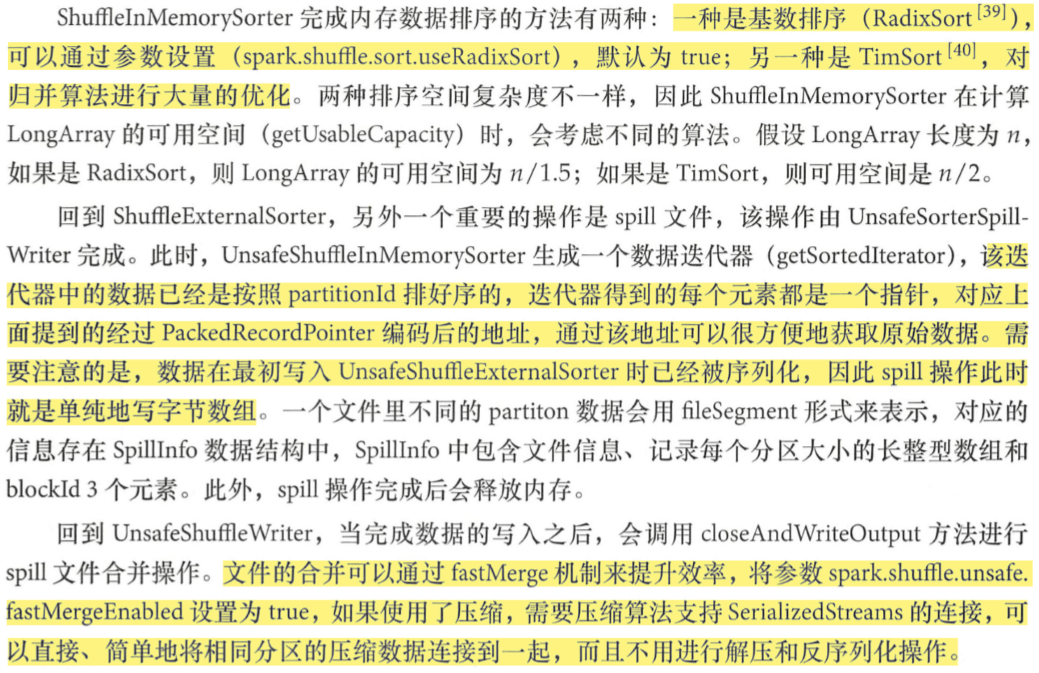 ShuffleInMemorySorter 完成内存数据排序的方法有两种：一种是基数排序（RadixSort [39]），
可以通过参数设置（spark.shuffle.sort.useRadixSort），默认为 true；另一种是 TimSort [40]，对
归并算法进行大量的优化。两种排序空间复杂度不一样，因此 ShuffleInMemorySorter 在计算
LongArray 的可用空间（getUsableCapacity）时，会考虑不同的算法。假设 LongArray 长度为 n，
如果是 RadixSort，则 LongArray 的可用空间为 n/1.5；如果是 TimSort，则可用空间是 n/2。
回到 ShuffleExternalSorter，另外一个重要的操作是 spill 文件，该操作由 UnsafeSorterSpill-
Writer 完成。此时，UnsafeShuffleInMemorySorter 生成一个数据迭代器（getSortedIterator），该迭
代器中的数据已经是按照 partitionId 排好序的，迭代器得到的每个元素都是一个指针，对应上
面提到的经过 PackedRecordPointer 编码后的地址，通过该地址可以很方便地获取原始数据。需
要注意的是，数据在最初写入 UnsafeShuffleExternalSorter 时已经被序列化，因此 spill 操作此时
就是单纯地写字节数组。一个文件里不同的 partiton 数据会用 fileSegment 形式来表示，对应的
信息存在 SpillInfo 数据结构中，SpillInfo 中包含文件信息、记录每个分区大小的长整型数组和
blockId 3 个元素。此外，spill 操作完成后会释放内存。
回到 UnsafeShuffleWriter，当完成数据的写入之后，会调用 closeAndWriteOutput 方法进行
spill 文件合并操作。文件的合并可以通过 fastMerge 机制来提升效率，将参数 spark.shuffle.unsafe.
fastMergeEnabled 设置为 true，如果使用了压缩，需要压缩算法支持 SerializedStreams 的连接，可
以直接、简单地将相同分区的压缩数据连接到一起，而且不用进行解压和反序列化操作。